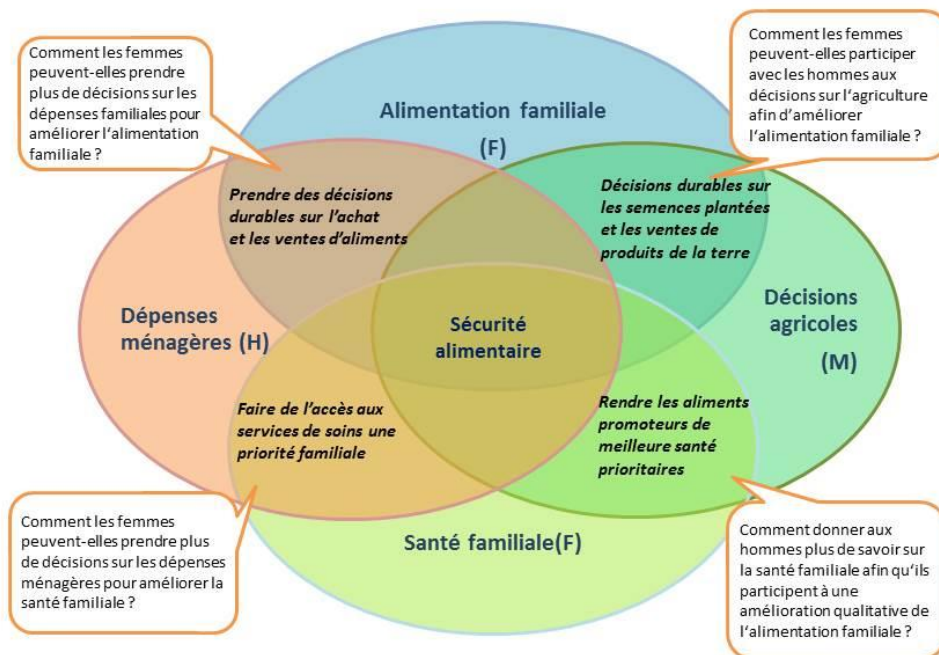 Comment les femmes
peuvent-elles prendre
plus de décisions sur les
dépenses familiales pour
améliorer l'alimentation
familiale ?
Comment les femmes
peuvent-elles participer
avec les hommes aux
décisions sur l'agriculture
afin d'améliorer
l'alimentation familiale ?
Alimentation familiale
(F)
Prendre des décisions
durables sur l'achat
et les ventes d'aliments
Décisions durables sur
les semences plantées
et les ventes de
produits de la terre
Dépenses
ménagères (H)
Sécurité
alimentaire
Décisions
agricoles
(M)
Faire de l'accès aux
services de soins une
priorité familiale
Rendre les aliments
promoteurs de
meilleure santé
prioritaires
Santé familiale(F)
Comment les femmes
peuvent-elles prendre plus
de décisions sur les dépenses
ménagères pour améliorer la
santé familiale ?
Comment donner aux
hommes plus de savoir sur
la santé familiale afin qu'ils
participent à une
amélioration qualitative de
l'alimentation familiale ?